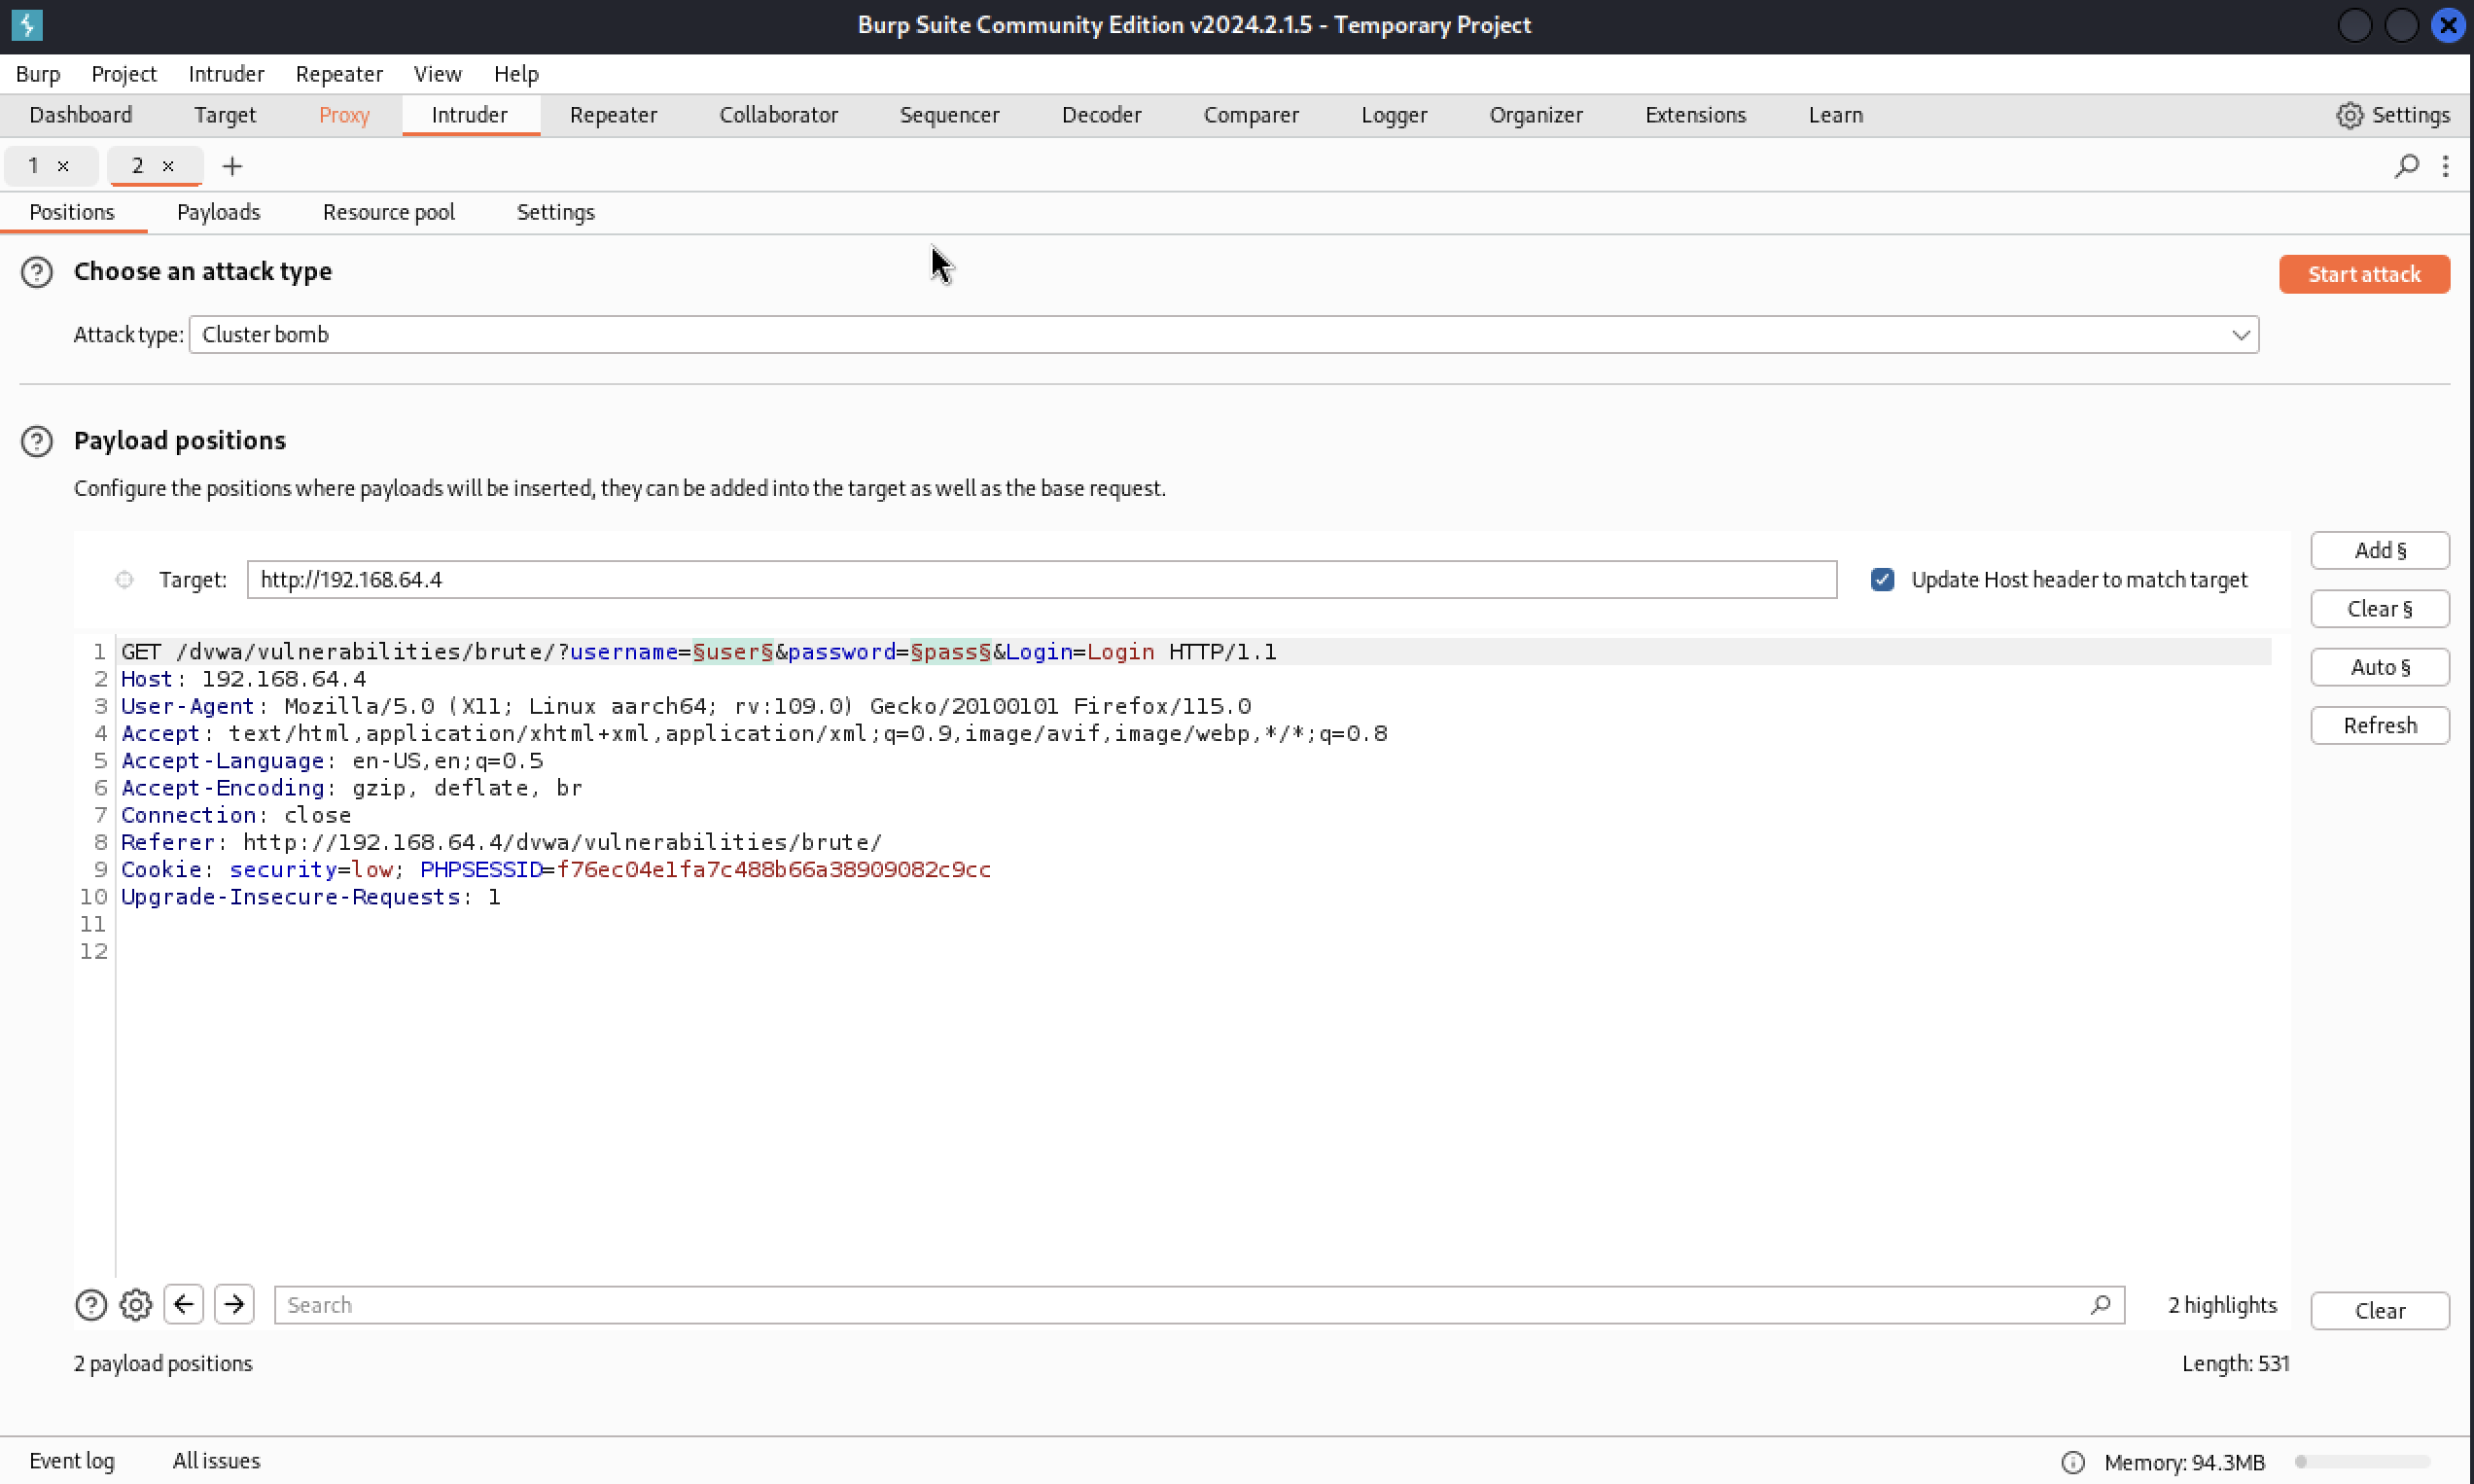 Burp Suite Community Edition v2024.2.1.5 - Temporary Project
Burp Project Intruder Repeater View Help
Dashboard Target Proxy Intruder Repeater Collaborator Sequencer Decoder Comparer Logger Organizer Extensions Learn Settings
1 × 2 × +
Positions Payloads Resource pool Settings
Choose an attack type
Start attack
Attack type: Cluster bomb
Payload positions
Configure the positions where payloads will be inserted, they can be added into the target as well as the base request.
Add §
Target: http://192.168.64.4 Update Host header to match target
Clear §
Auto §
Refresh
1 GET /dvwa/vulnerabilities/brute/?username=§user§&password=§pass§&Login=Login HTTP/1.1
2 Host: 192.168.64.4
3 User-Agent: Mozilla/5.0 (X11; Linux aarch64; rv:109.0) Gecko/20100101 Firefox/115.0
4 Accept: text/html,application/xhtml+xml,application/xml;q=0.9,image/avif,image/webp,*/*;q=0.8
5 Accept-Language: en-US,en;q=0.5
6 Accept-Encoding: gzip, deflate, br
7 Connection: close
8 Referer: http://192.168.64.4/dvwa/vulnerabilities/brute/
9 Cookie: security=low; PHPSESSID=f76ec04e1fa7c488b66a38909082c9cc
10 Upgrade-Insecure-Requests: 1
11
12
Search 2 highlights Clear
2 payload positions Length: 531
Event log All issues Memory: 94.3MB